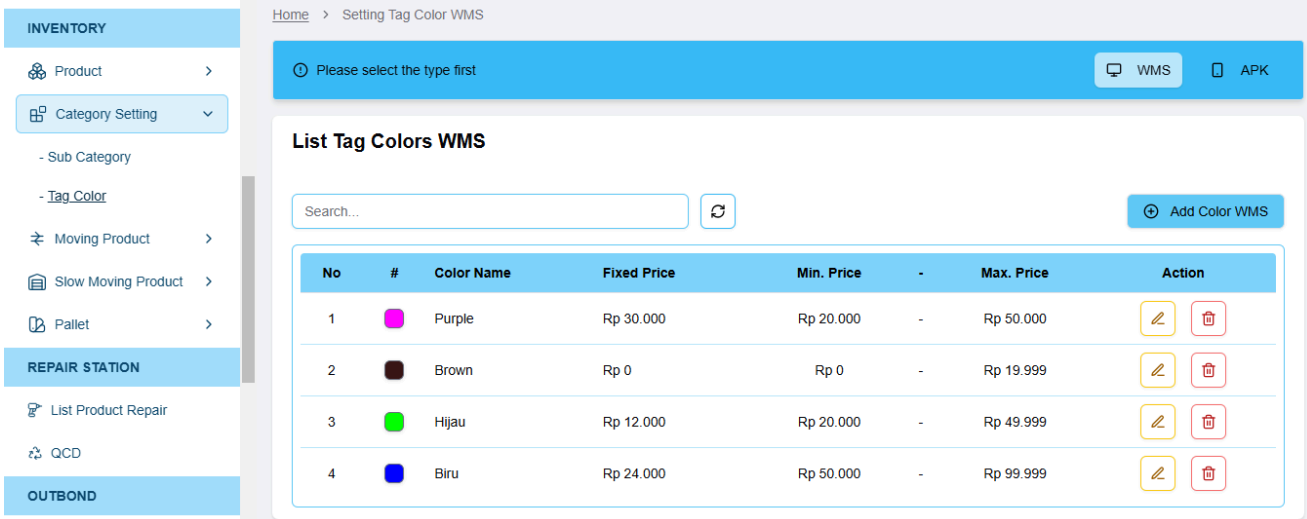 Home > Setting Tag Color WMS
INVENTORY
Product
Category Setting
- Sub Category
- Tag Color
Moving Product
Slow Moving Product
Pallet
REPAIR STATION
List Product Repair
QCD
OUTBOND
Please select the type first
WMS
APK
List Tag Colors WMS
Search...
Add Color WMS
No # Color Name Fixed Price Min. Price - Max. Price Action
1 Purple Rp 30.000 Rp 20.000 - Rp 50.000
2 Brown Rp 0 Rp 0 - Rp 19.999
3 Hijau Rp 12.000 Rp 20.000 - Rp 49.999
4 Biru Rp 24.000 Rp 50.000 - Rp 99.999